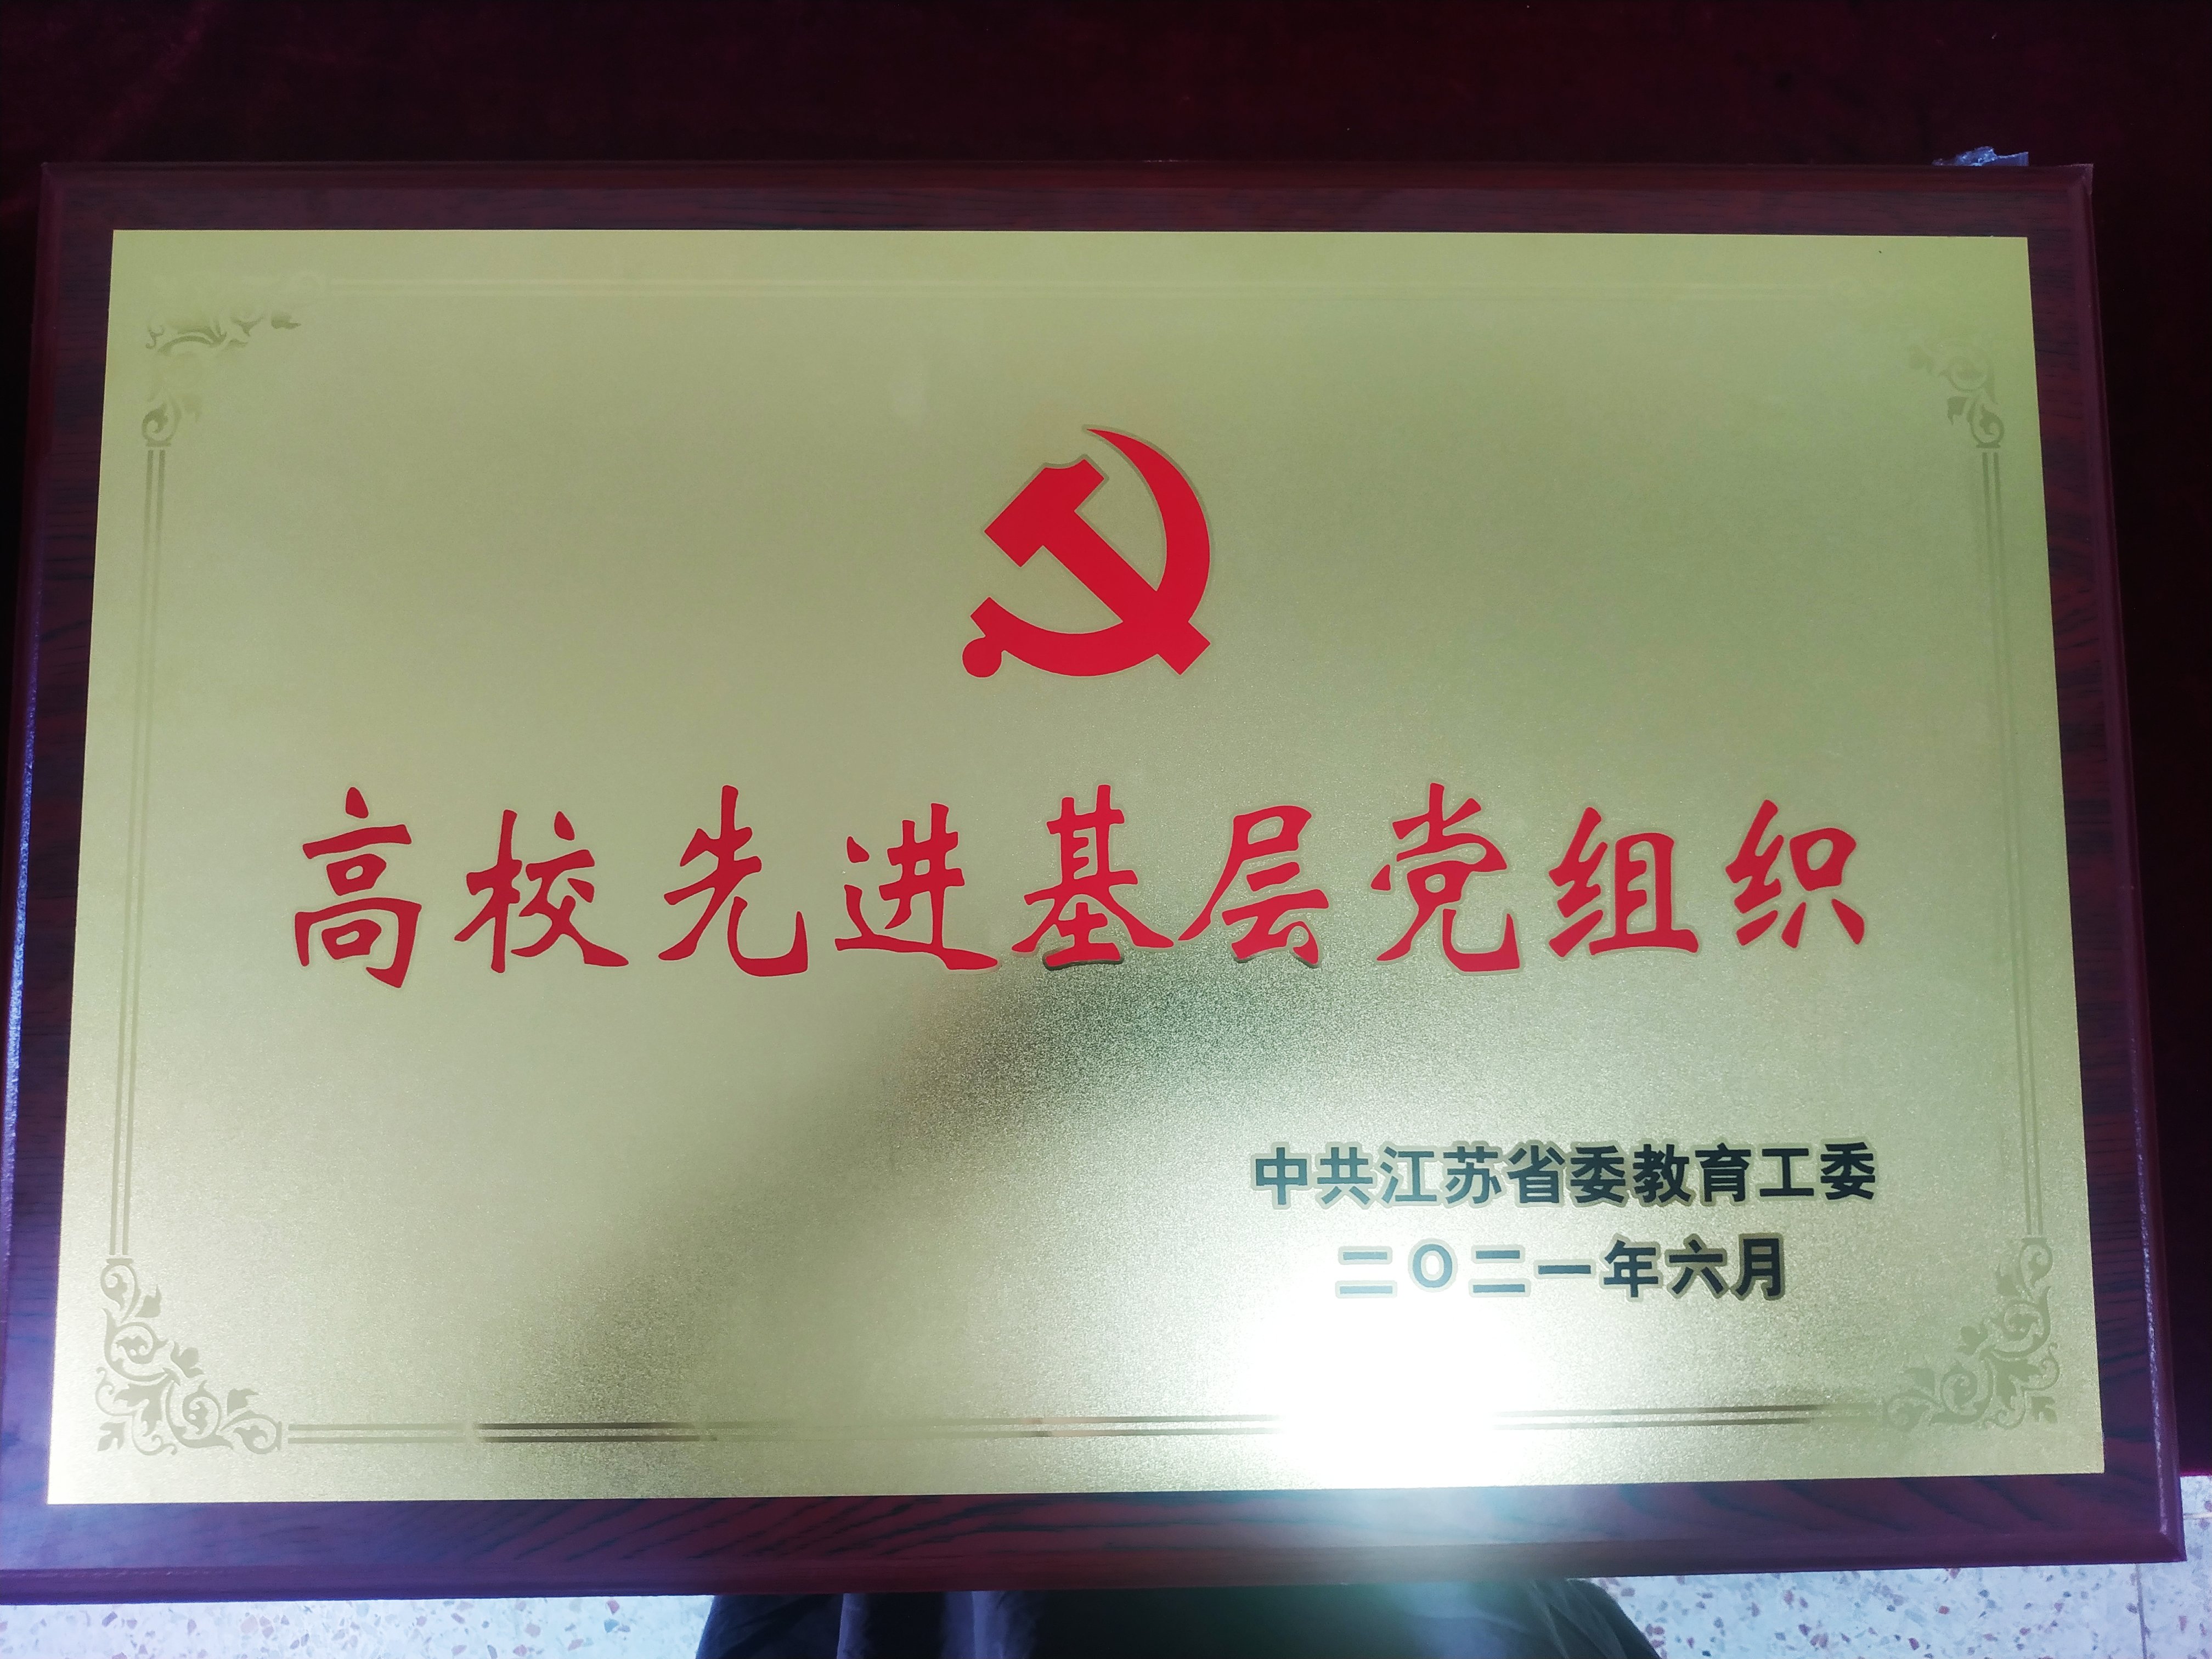 高校先进基层党组织
中共江苏省委教育工委
二〇二一年六月